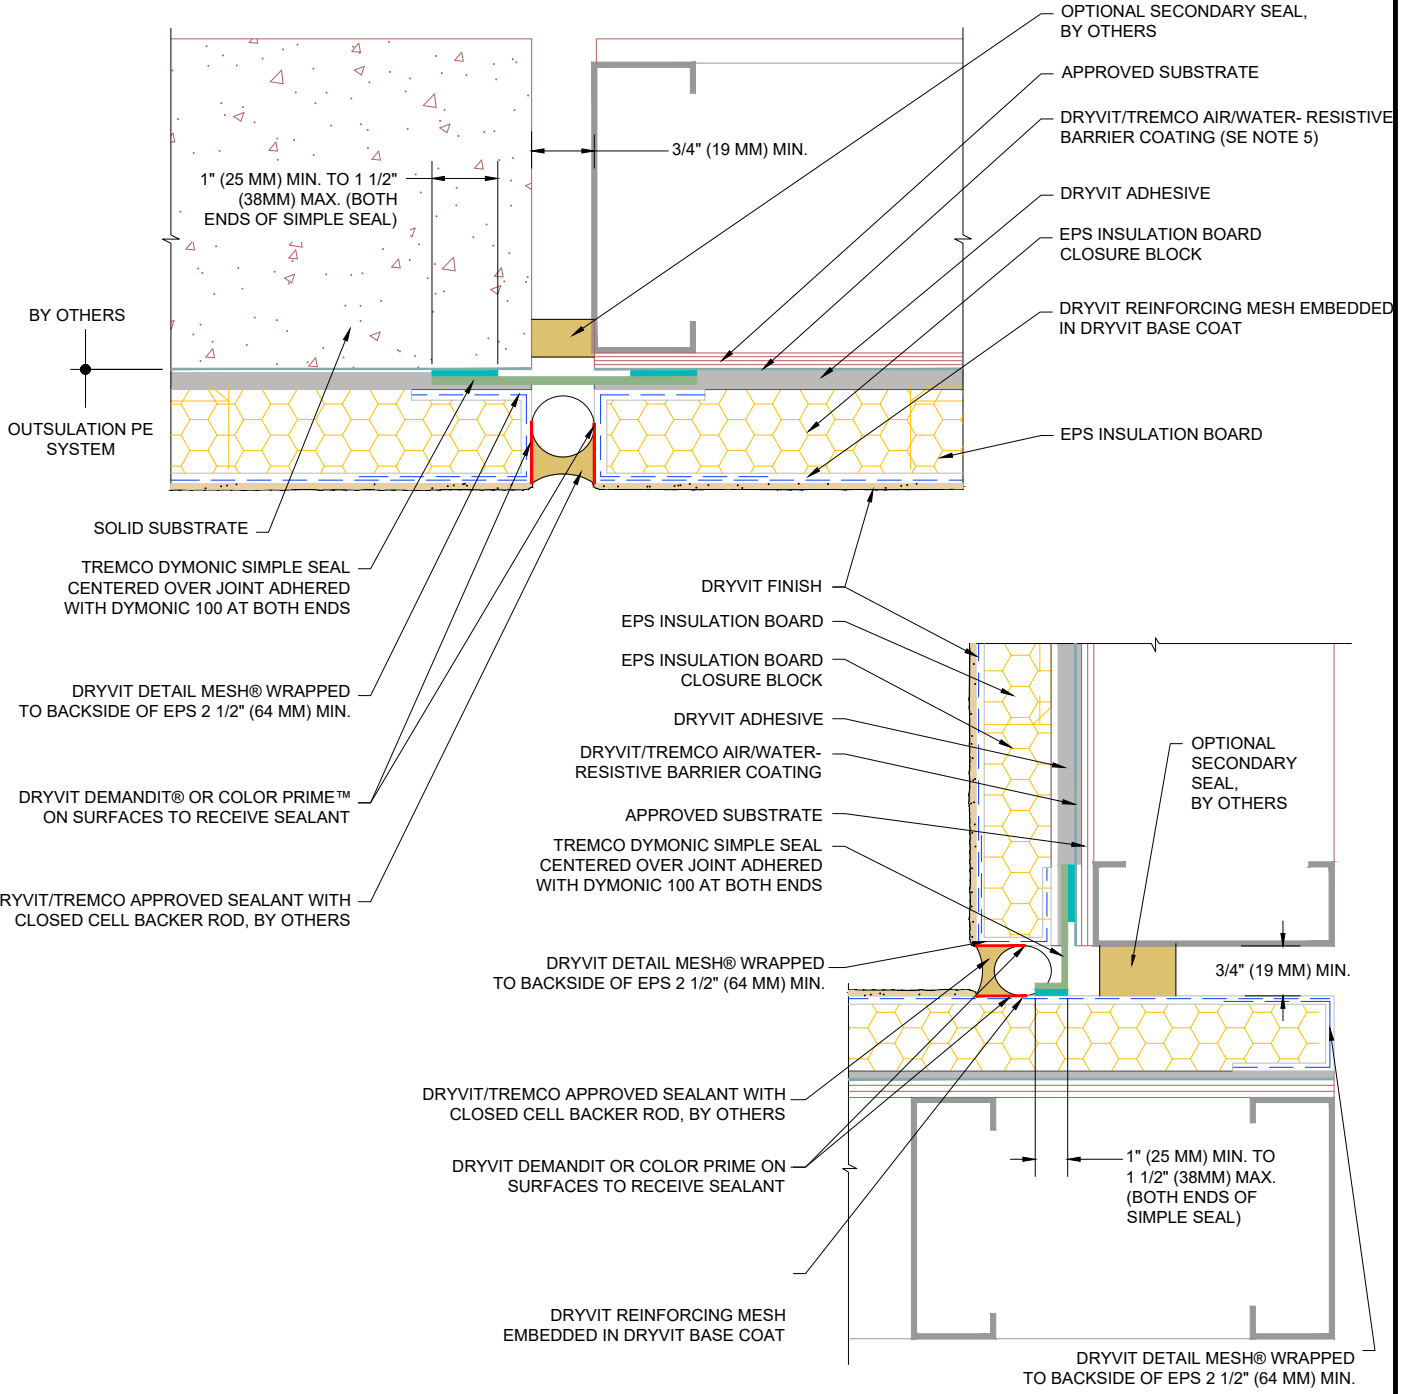 OPTIONAL SECONDARY SEAL,
BY OTHERS
APPROVED SUBSTRATE
DRYVIT/TREMCO AIR/WATER- RESISTIVE
BARRIER COATING (SE NOTE 5)
DRYVIT ADHESIVE
EPS INSULATION BOARD
CLOSURE BLOCK
DRYVIT REINFORCING MESH EMBEDDED
IN DRYVIT BASE COAT
EPS INSULATION BOARD
3/4" (19 MM) MIN.
1" (25 MM) MIN. TO 1 1/2"
(38MM) MAX. (BOTH
ENDS OF SIMPLE SEAL)
BY OTHERS
OUTSULATION PE
SYSTEM
SOLID SUBSTRATE
TREMCO DYMONIC SIMPLE SEAL
CENTERED OVER JOINT ADHERED
WITH DYMONIC 100 AT BOTH ENDS
DRYVIT DETAIL MESH® WRAPPED
TO BACKSIDE OF EPS 2 1/2" (64 MM) MIN.
DRYVIT DEMANDIT® OR COLOR PRIME™
ON SURFACES TO RECEIVE SEALANT
RYVIT/TREMCO APPROVED SEALANT WITH
CLOSED CELL BACKER ROD, BY OTHERS
DRYVIT FINISH
EPS INSULATION BOARD
EPS INSULATION BOARD
CLOSURE BLOCK
DRYVIT ADHESIVE
DRYVIT/TREMCO AIR/WATER-
RESISTIVE BARRIER COATING
APPROVED SUBSTRATE
TREMCO DYMONIC SIMPLE SEAL
CENTERED OVER JOINT ADHERED
WITH DYMONIC 100 AT BOTH ENDS
DRYVIT DETAIL MESH® WRAPPED
TO BACKSIDE OF EPS 2 1/2" (64 MM) MIN.
DRYVIT/TREMCO APPROVED SEALANT WITH
CLOSED CELL BACKER ROD, BY OTHERS
DRYVIT DEMANDIT OR COLOR PRIME ON
SURFACES TO RECEIVE SEALANT
DRYVIT REINFORCING MESH
EMBEDDED IN DRYVIT BASE COAT
OPTIONAL
SECONDARY
SEAL,
BY OTHERS
3/4" (19 MM) MIN.
1" (25 MM) MIN. TO
1 1/2" (38MM) MAX.
(BOTH ENDS OF
SIMPLE SEAL)
DRYVIT DETAIL MESH® WRAPPED
TO BACKSIDE OF EPS 2 1/2" (64 MM) MIN.